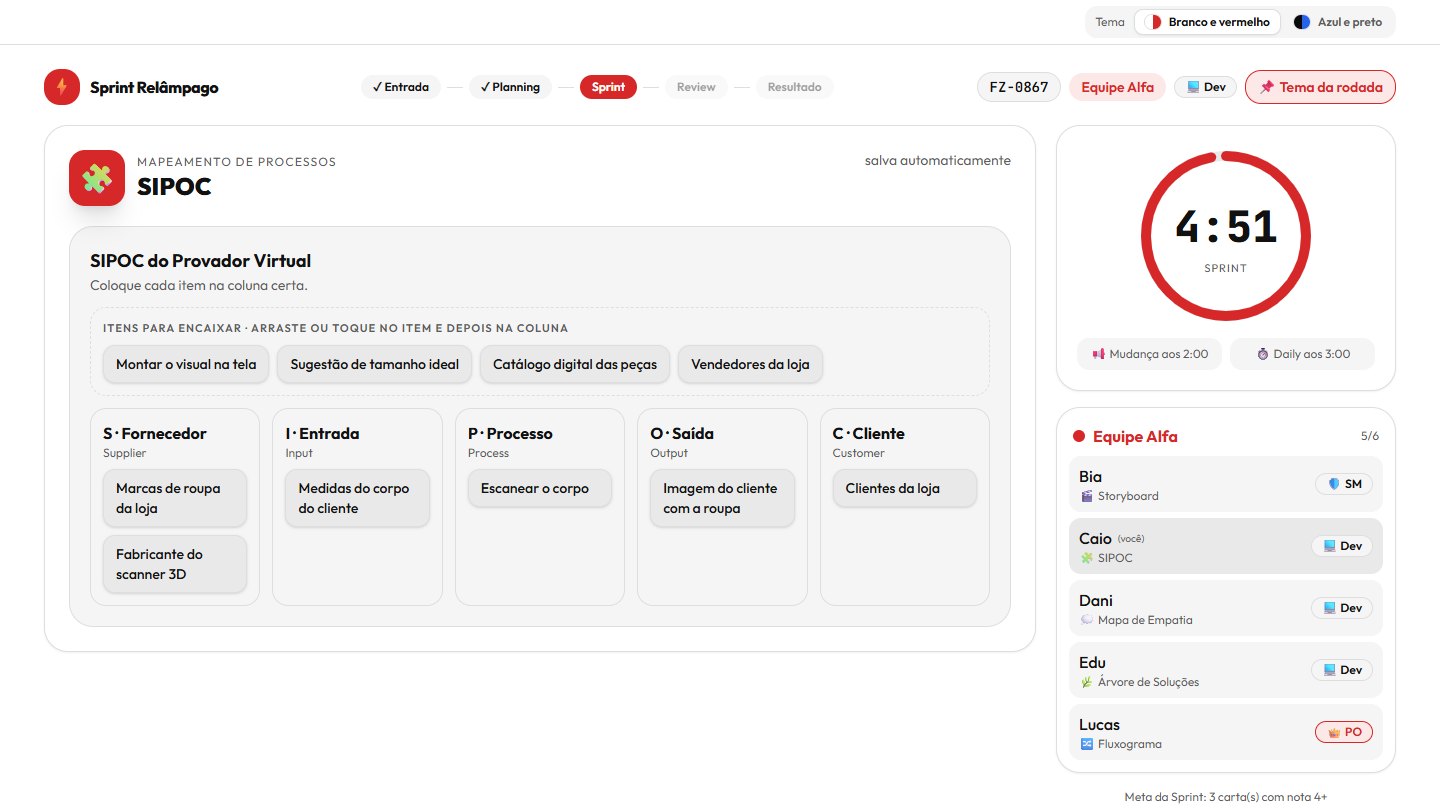 Tema
Branco e vermelho
Azul e preto
Sprint Relâmpago
✓ Entrada
✓ Planning
Sprint
Review
Resultado
FZ-0867
Equipe Alfa
Dev
Tema da rodada
MAPEAMENTO DE PROCESSOS
SIPOC
salva automaticamente
SIPOC do Provador Virtual
Coloque cada item na coluna certa.
ITENS PARA ENCAIXAR · ARRASTE OU TOQUE NO ITEM E DEPOIS NA COLUNA
Montar o visual na tela
Sugestão de tamanho ideal
Catálogo digital das peças
Vendedores da loja
S · Fornecedor
Supplier
Marcas de roupa
da loja
Fabricante do
scanner 3D
I · Entrada
Input
Medidas do corpo
do cliente
P · Processo
Process
Escanear o corpo
O · Saída
Output
Imagem do cliente
com a roupa
C · Cliente
Customer
Clientes da loja
4:51
SPRINT
Mudança aos 2:00
Daily aos 3:00
Equipe Alfa
5/6
Bia
Storyboard
SM
Caio (você)
SIPOC
Dev
Dani
Mapa de Empatia
Dev
Edu
Árvore de Soluções
Dev
Lucas
Fluxograma
PO
Meta da Sprint: 3 carta(s) com nota 4+